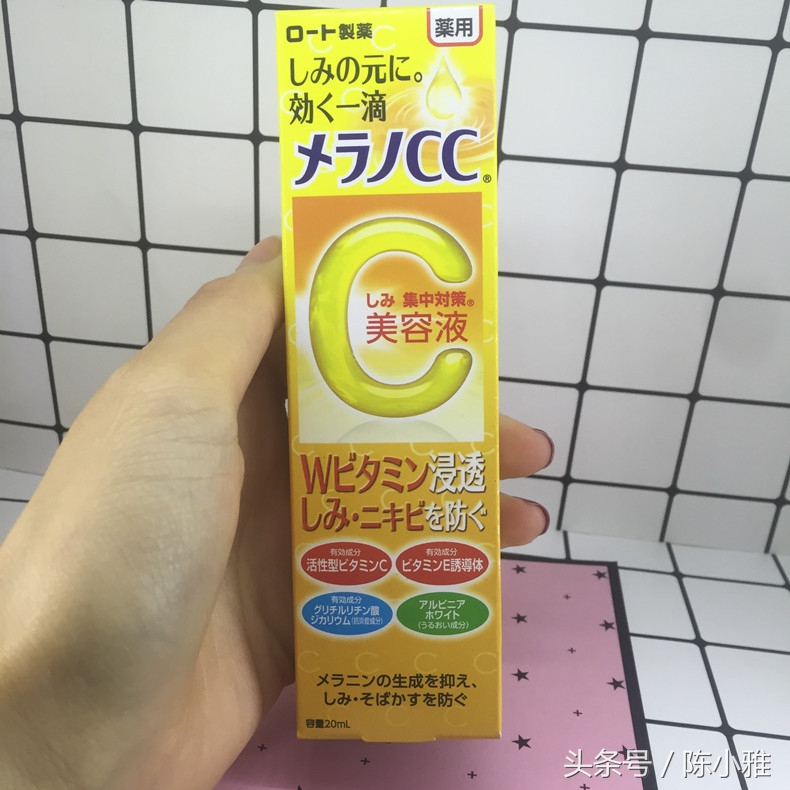 ロート製薬
薬用
しみの元に。
効く一滴
メラノCC®
しみ 集中対策®
美容液
Wビタミン浸透
しみ・ニキビを防ぐ
有効成分
活性型ビタミンC
有効成分
ビタミンE誘導体
有効成分
グリチルリチン酸
ジカリウム(抗炎症成分)
アルピニア
ホワイト
(うるおい成分)
メラニンの生成を抑え、
しみ・そばかすを防ぐ
容量20mL
头条号 / 陈小雅